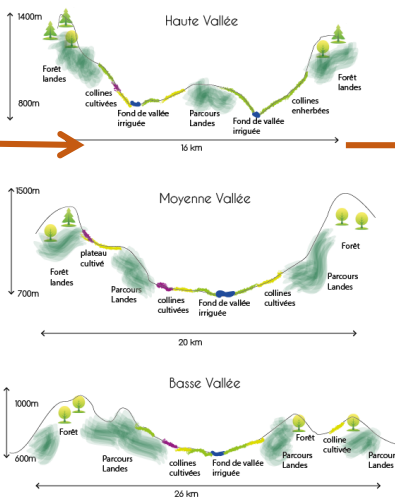 Haute Vallée
1400m
800m
Forêt
landes
collines
cultivées
Fond de vallée
irriguée
Parcours
Landes
Fond de vallée
irriguée
collines
enherbées
Forêt
landes
16 km
Moyenne Vallée
1500m
700m
Forêt
landes
plateau
cultivé
Parcours
Landes
collines
cultivées
Fond de vallée
irriguée
collines
cultivées
Parcours
Landes
Forêt
20 km
Basse Vallée
1000m
600m
Forêt
Parcours
Landes
collines
cultivées
Fond de vallée
irriguée
Parcours
Landes
Forêt
colline
cultivée
Parcours
Landes
26 km